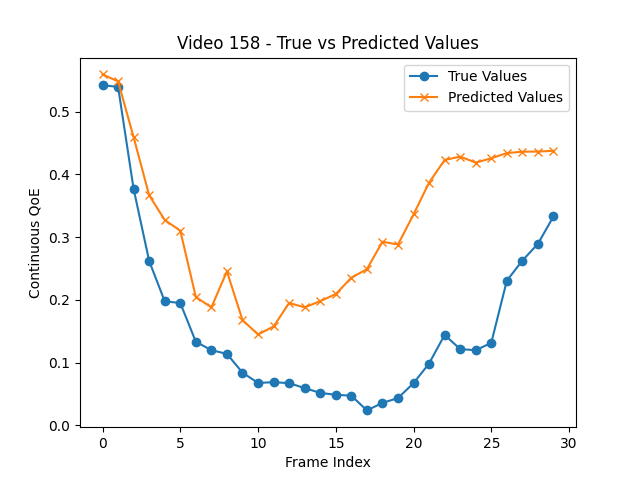 Video 158 - True vs Predicted Values
True Values
Predicted Values
Continuous QoE
0.5
0.4
0.3
0.2
0.1
0.0
0 5 10 15 20 25 30
Frame Index